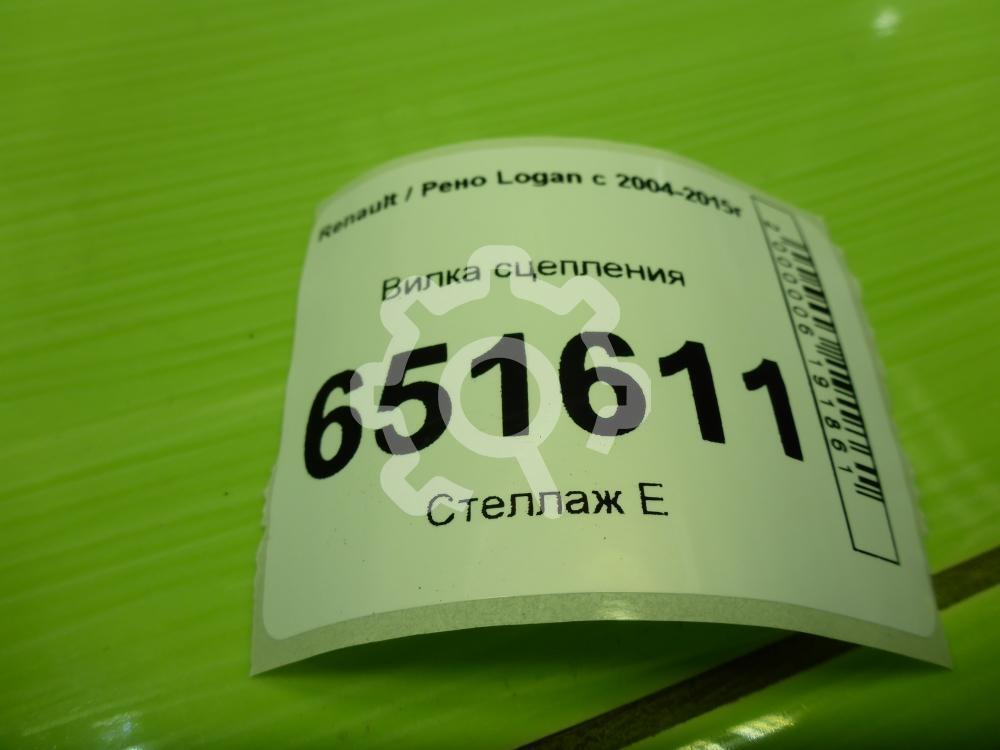 Renault / Рено Logan с 2004-2015г
Вилка сцепления
651611
Стеллаж Е
2000006191861